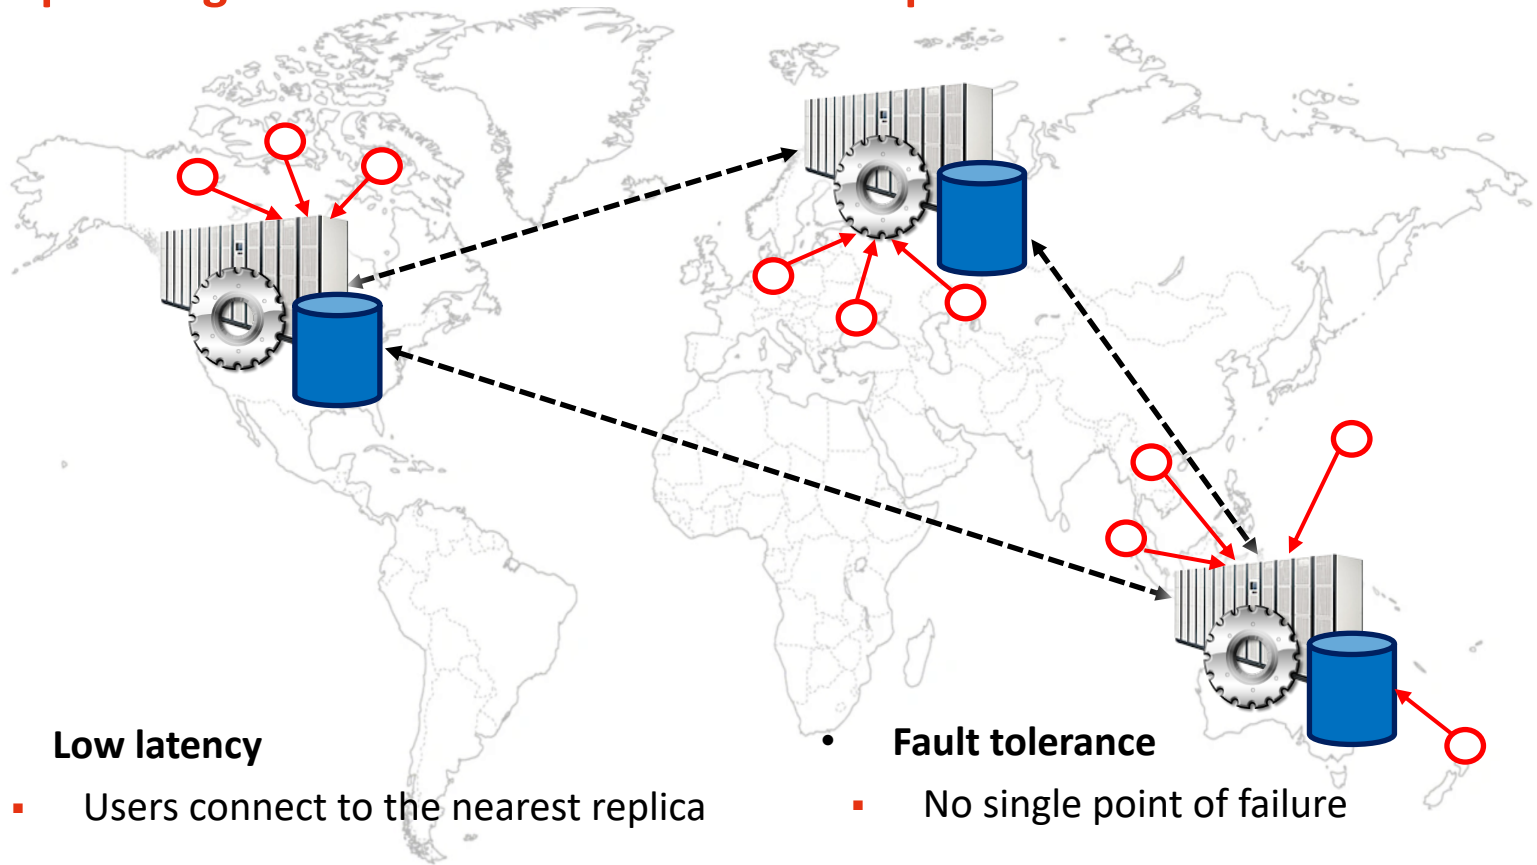 Low latency
▪ Users connect to the nearest replica
• Fault tolerance
▪ No single point of failure